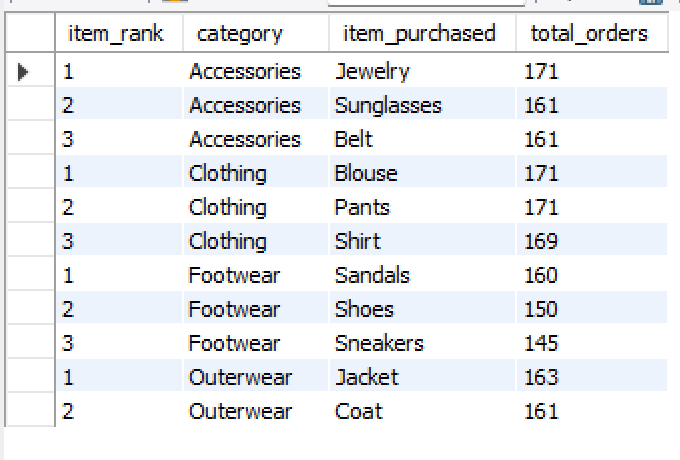 item_rank category item_purchased total_orders
1 Accessories Jewelry 171
2 Accessories Sunglasses 161
3 Accessories Belt 161
1 Clothing Blouse 171
2 Clothing Pants 171
3 Clothing Shirt 169
1 Footwear Sandals 160
2 Footwear Shoes 150
3 Footwear Sneakers 145
1 Outerwear Jacket 163
2 Outerwear Coat 161